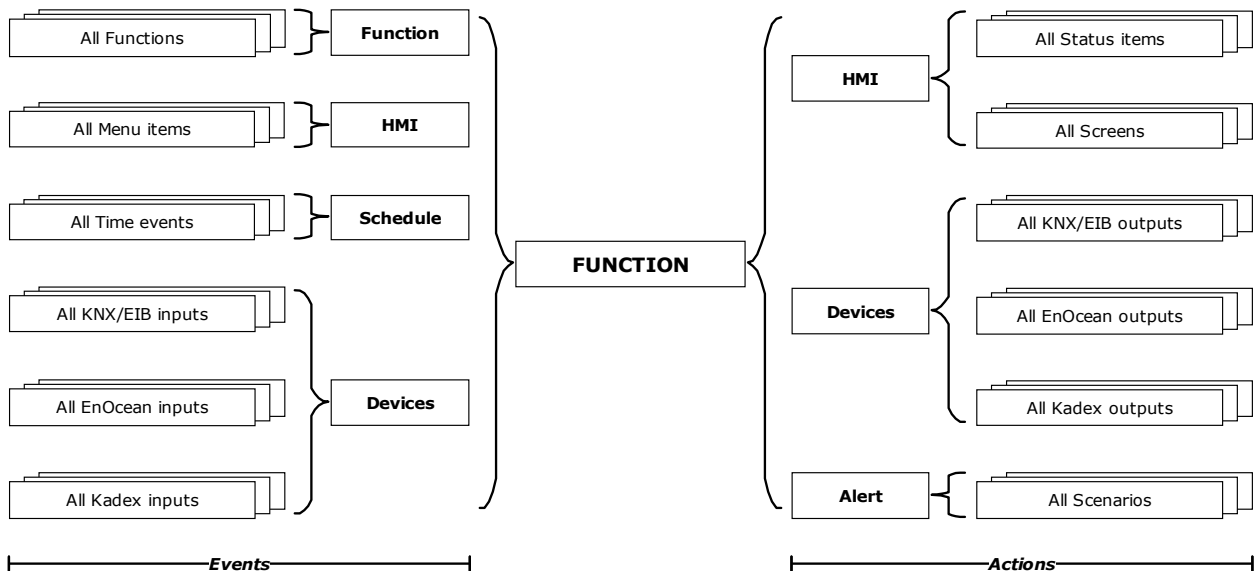 All Functions
Function
All Menu items
HMI
All Time events
Schedule
All KNX/EIB inputs
All EnOcean inputs
Devices
All Kadex inputs
Events
FUNCTION
All Status items
HMI
All Screens
All KNX/EIB outputs
Devices
All EnOcean outputs
All Kadex outputs
Alert
All Scenarios
Actions